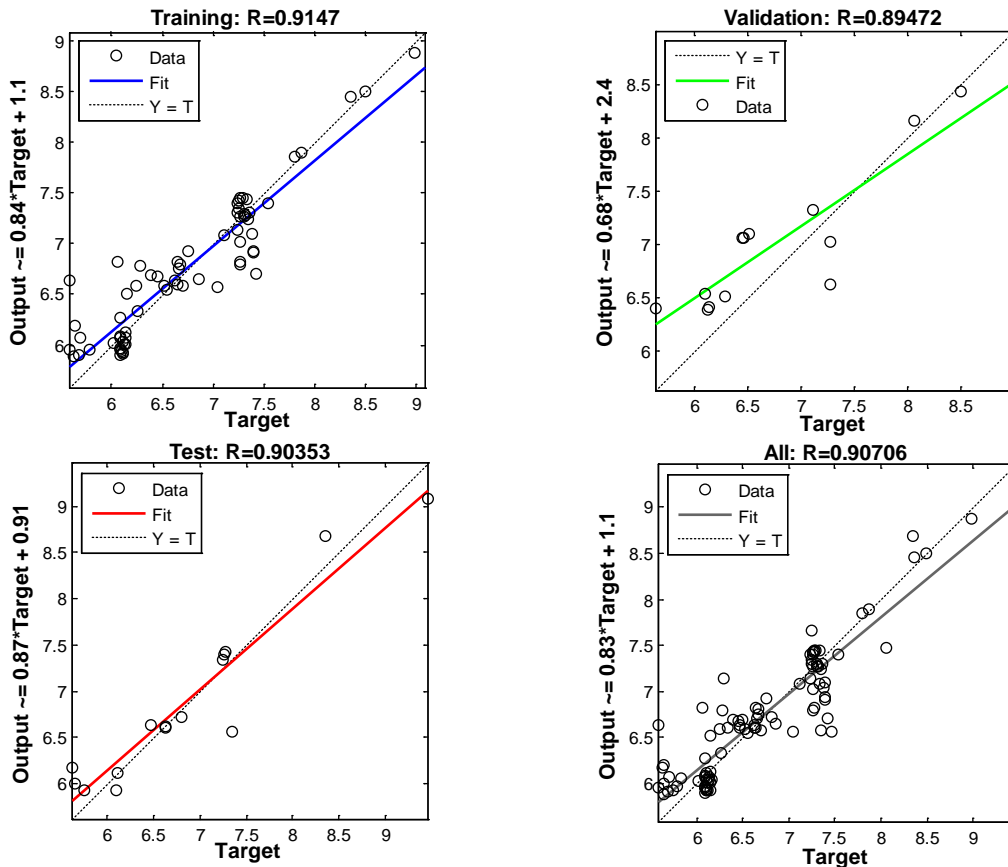 Training: R=0.9147
Output ~= 0.84*Target + 1.1
Data
Fit
Y = T
9
8.5
8
7.5
7
6.5
6
6 6.5 7 7.5 8 8.5 9
Target
Validation: R=0.89472
Output ~= 0.68*Target + 2.4
Y = T
Fit
Data
8.5
8
7.5
7
6.5
6
6 6.5 7 7.5 8 8.5
Target
Test: R=0.90353
Output ~= 0.87*Target + 0.91
Data
Fit
Y = T
9
8.5
8
7.5
7
6.5
6
6 6.5 7 7.5 8 8.5 9
Target
All: R=0.90706
Output ~= 0.83*Target + 1.1
Data
Fit
Y = T
9
8.5
8
7.5
7
6.5
6
6 6.5 7 7.5 8 8.5 9
Target